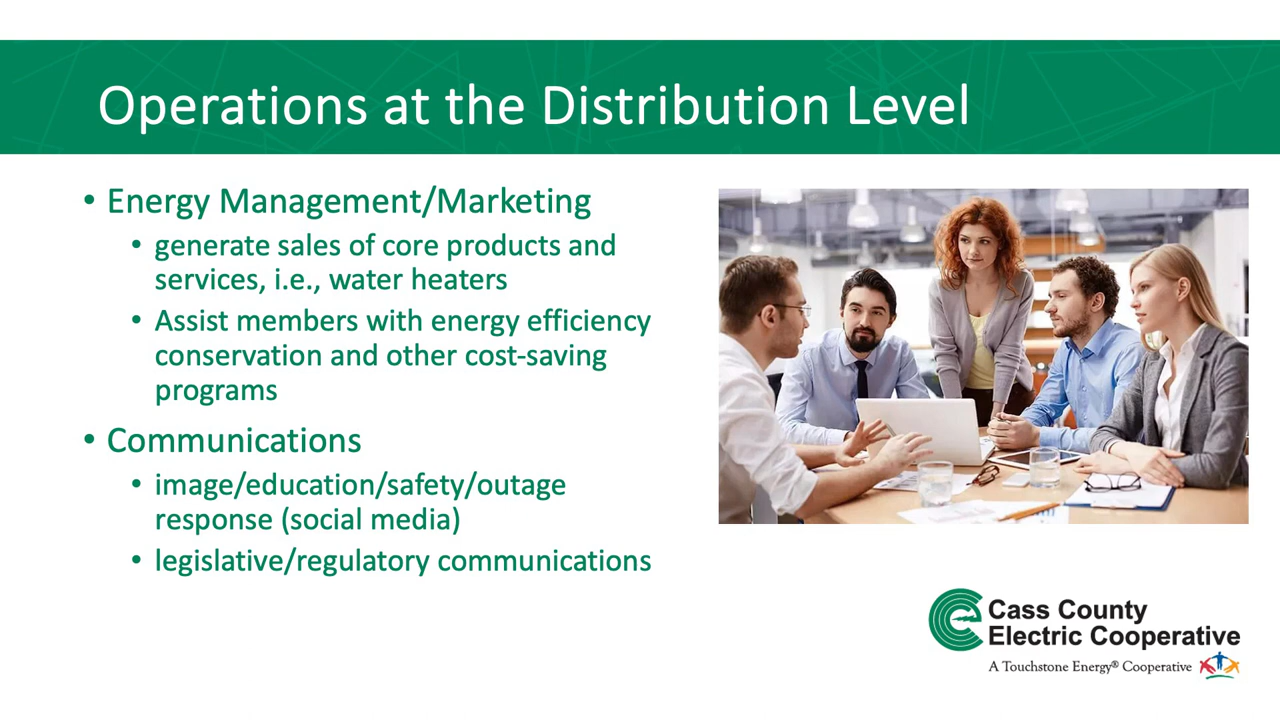 Operations at the Distribution Level
• Energy Management/Marketing
• generate sales of core products and
services, i.e., water heaters
• Assist members with energy efficiency
conservation and other cost-saving
programs
• Communications
• image/education/safety/outage
response (social media)
• legislative/regulatory communications
Cass County
Electric Cooperative
A Touchstone Energy® Cooperative